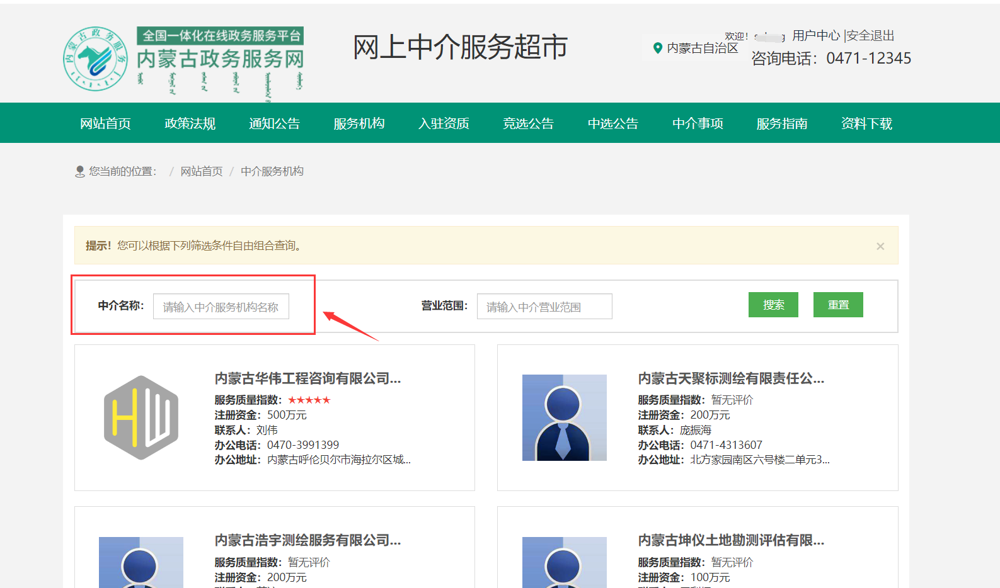 全国一体化在线政务服务平台
内蒙古政务服务网
内蒙古政务服务
网上中介服务超市
内蒙古自治区
欢迎！ 用户中心 |安全退出
咨询电话：0471-12345
网站首页 政策法规 通知公告 服务机构 入驻资质 竞选公告 中选公告 中介事项 服务指南 资料下载
您当前的位置： / 网站首页 / 中介服务机构
提示！您可以根据下列筛选条件自由组合查询。 ×
中介名称： 请输入中介服务机构名称 营业范围： 请输入中介营业范围 搜索 重置
内蒙古华伟工程咨询有限公司...
服务质量指数：★★★★★
注册资金：500万元
联系人：刘伟
办公电话：0470-3991399
办公地址：内蒙古呼伦贝尔市海拉尔区城...
内蒙古天聚标测绘有限责任公...
服务质量指数：暂无评价
注册资金：200万元
联系人：庞振海
办公电话：0471-4313607
办公地址：北方家园南区六号楼二单元3...
内蒙古浩宇测绘服务有限公司...
服务质量指数：暂无评价
注册资金：200万元
内蒙古坤仪土地勘测评估有限...
服务质量指数：暂无评价
注册资金：100万元